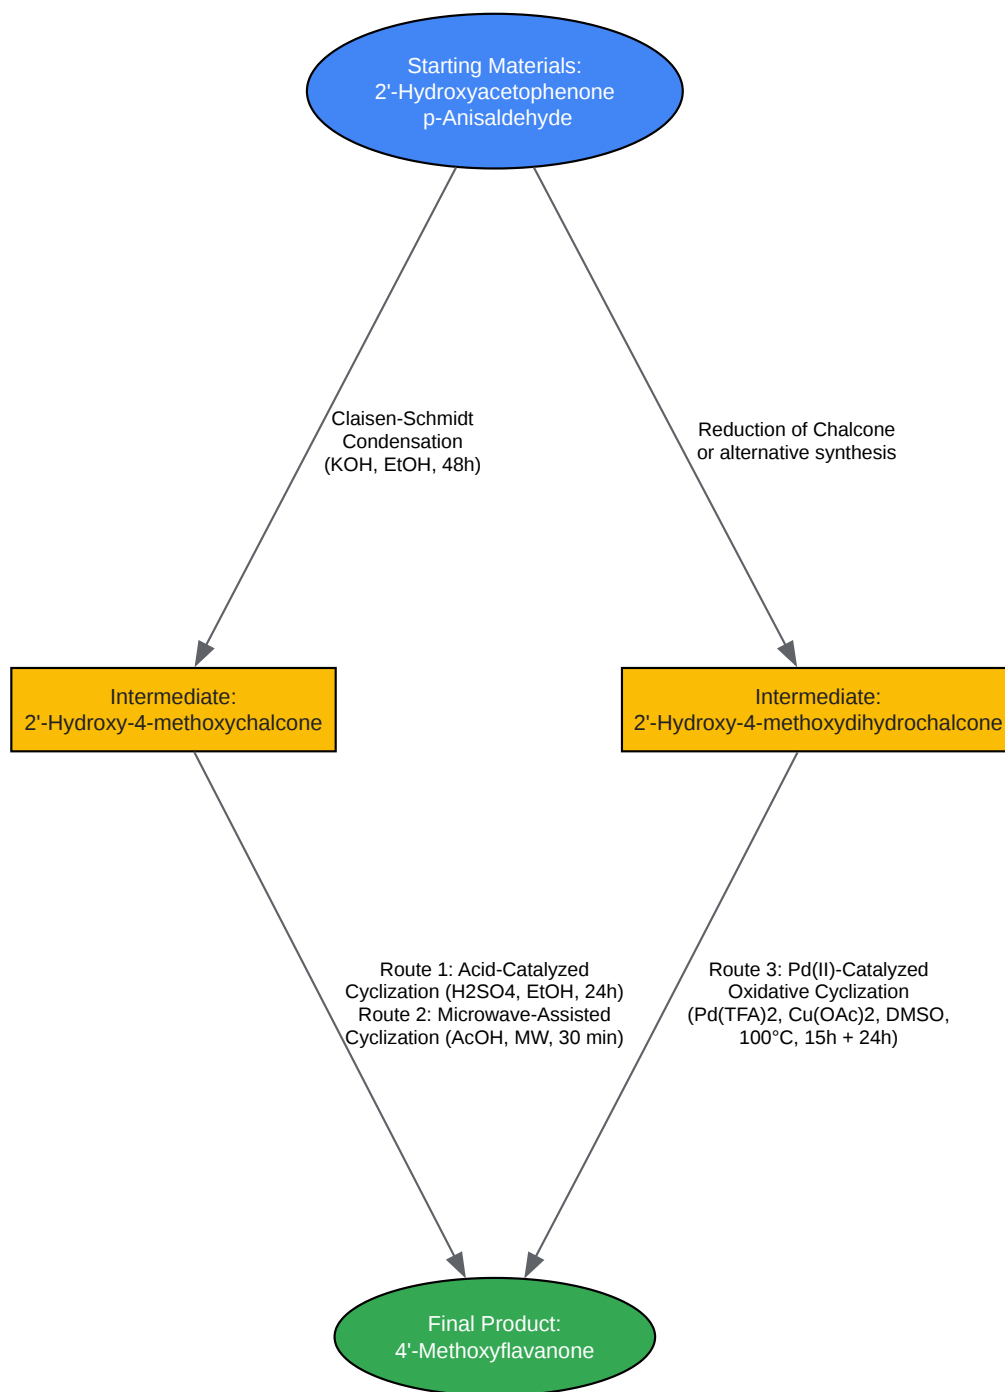 Starting Materials:
2'-Hydroxyacetophenone
p-Anisaldehyde
Claisen-Schmidt
Condensation
(KOH, EtOH, 48h)
Reduction of Chalcone
or alternative synthesis
Intermediate:
2'-Hydroxy-4-methoxychalcone
Intermediate:
2'-Hydroxy-4-methoxydihydrochalcone
Route 1: Acid-Catalyzed
Cyclization (H2SO4, EtOH, 24h)
Route 2: Microwave-Assisted
Cyclization (AcOH, MW, 30 min)
Route 3: Pd(II)-Catalyzed
Oxidative Cyclization
(Pd(TFA)2, Cu(OAc)2, DMSO,
100°C, 15h + 24h)
Final Product:
4'-Methoxyflavanone